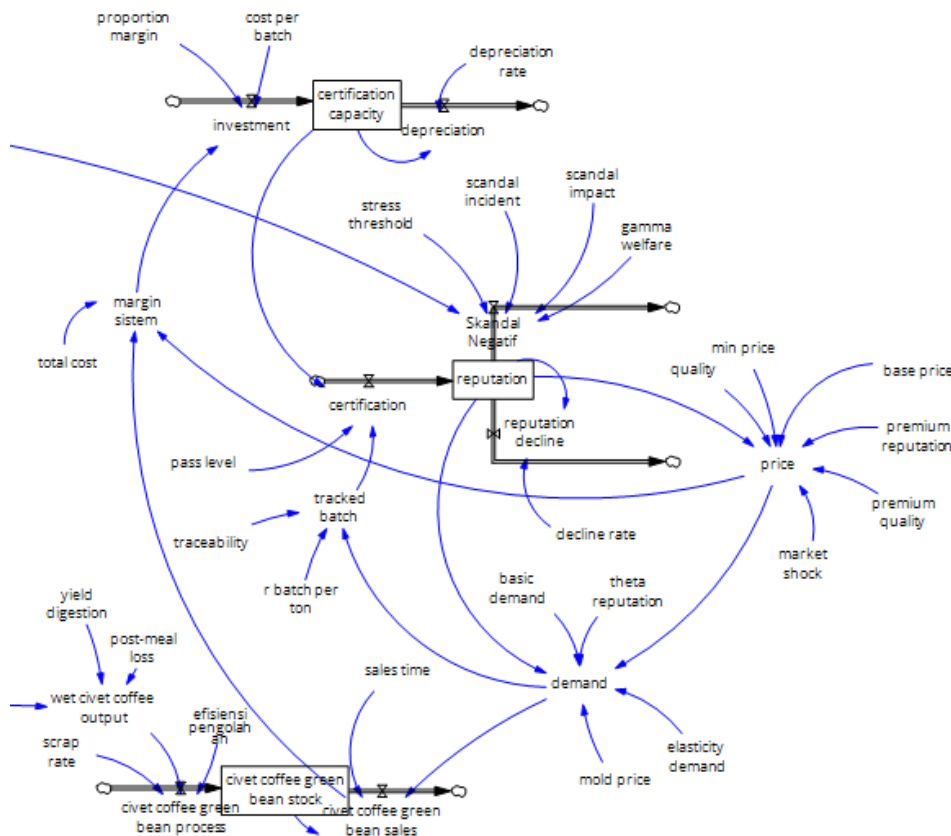 proportion
margin
cost per
batch
depreciation
rate
certification
capacity
investment
depreciation
scandal
incident
scandal
impact
stress
threshold
gamma
welfare
margin
sistem
Skandal
Negatif
total cost
min price
quality
base price
reputation
certification
reputation
decline
premium
reputation
pass level
price
tracked
batch
premium
quality
traceability
decline rate
market
shock
r batch per
ton
basic
demand
theta
reputation
yield
digestion
post-meal
loss
sales time
demand
wet civet coffee
output
efisiensi
pengolah
an
scrap
rate
mold price
elasticity
demand
civet coffee green
bean stock
civet coffee green
bean process
civet coffee green
bean sales